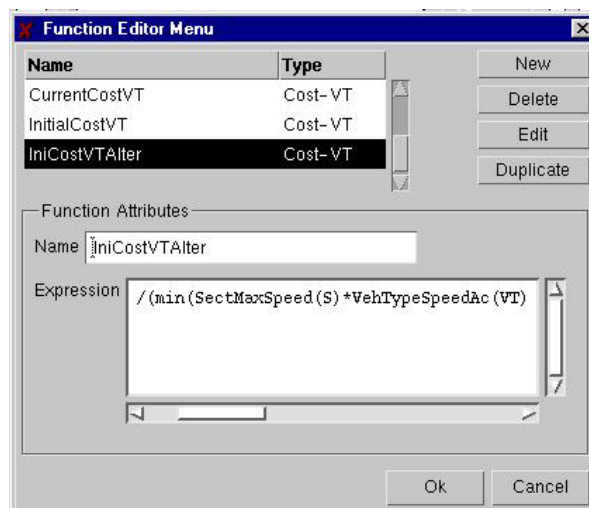 Function Editor Menu
Name Type New
CurrentCostVT Cost-VT Delete
InitialCostVT Cost-VT Edit
IniCostVTAlter Cost-VT Duplicate
Function Attributes
Name IniCostVTAlter
Expression /(min(SectMaxSpeed(S)*VehTypeSpeedAc(VT)
Ok Cancel